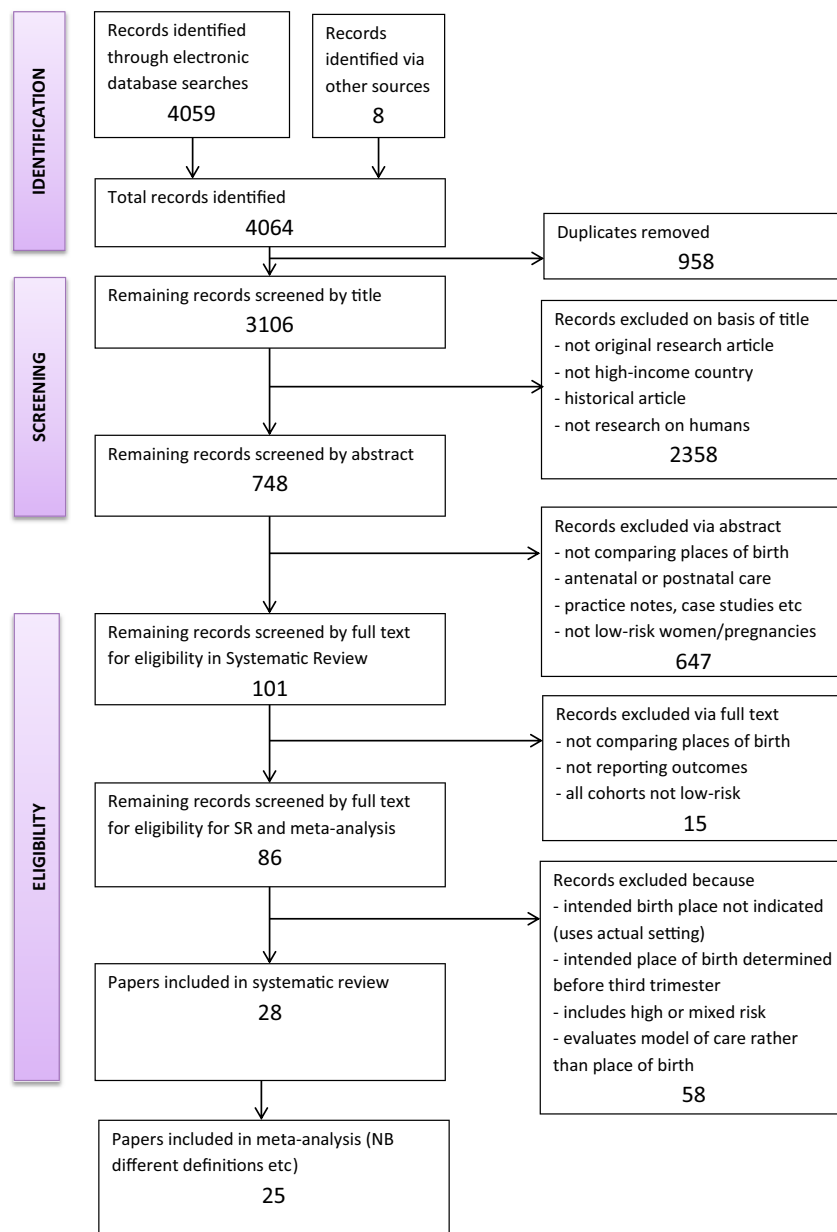 IDENTIFICATION
Records identified
through electronic
database searches
4059
Records
identified via
other sources
8
Total records identified
4064
Duplicates removed
958
SCREENING
Remaining records screened by title
3106
Records excluded on basis of title
- not original research article
- not high-income country
- historical article
- not research on humans
2358
Remaining records screened by abstract
748
Records excluded via abstract
- not comparing places of birth
- antenatal or postnatal care
- practice notes, case studies etc
- not low-risk women/pregnancies
647
ELIGIBILITY
Remaining records screened by full text
for eligibility in Systematic Review
101
Records excluded via full text
- not comparing places of birth
- not reporting outcomes
- all cohorts not low-risk
15
Remaining records screened by full text
for eligibility for SR and meta-analysis
86
Records excluded because
- intended birth place not indicated
(uses actual setting)
- intended place of birth determined
before third trimester
- includes high or mixed risk
- evaluates model of care rather
than place of birth
58
Papers included in systematic review
28
Papers included in meta-analysis (NB
different definitions etc)
25